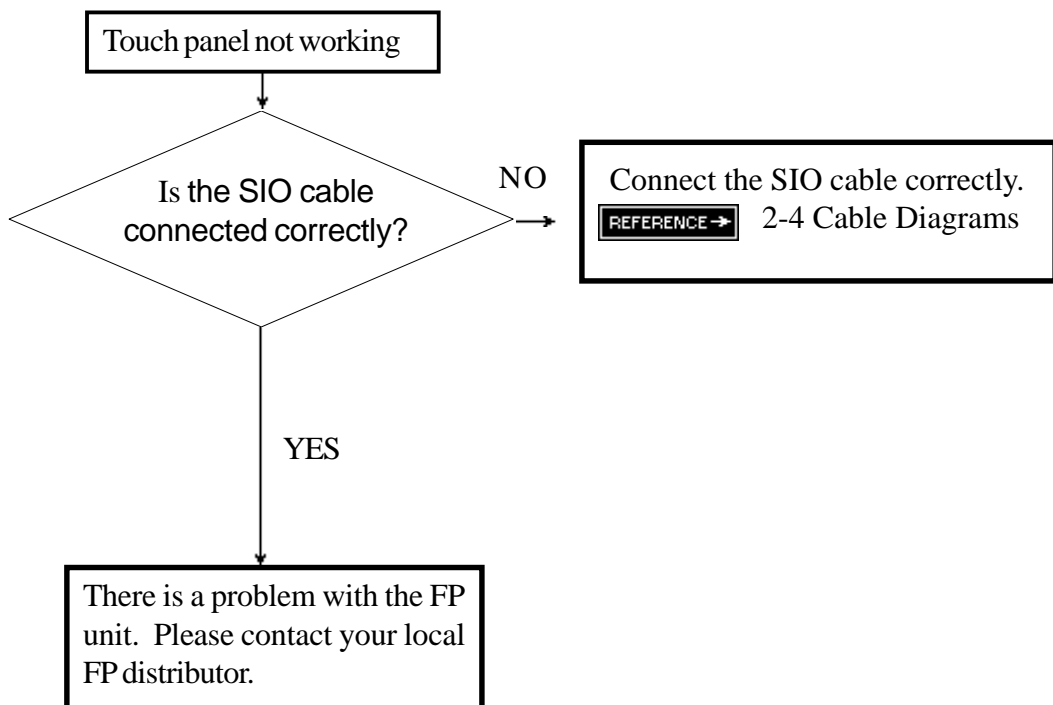 Touch panel not working
Is the SIO cable
connected correctly?
NO
Connect the SIO cable correctly.
REFERENCE→ 2-4 Cable Diagrams
YES
There is a problem with the FP
unit. Please contact your local
FP distributor.